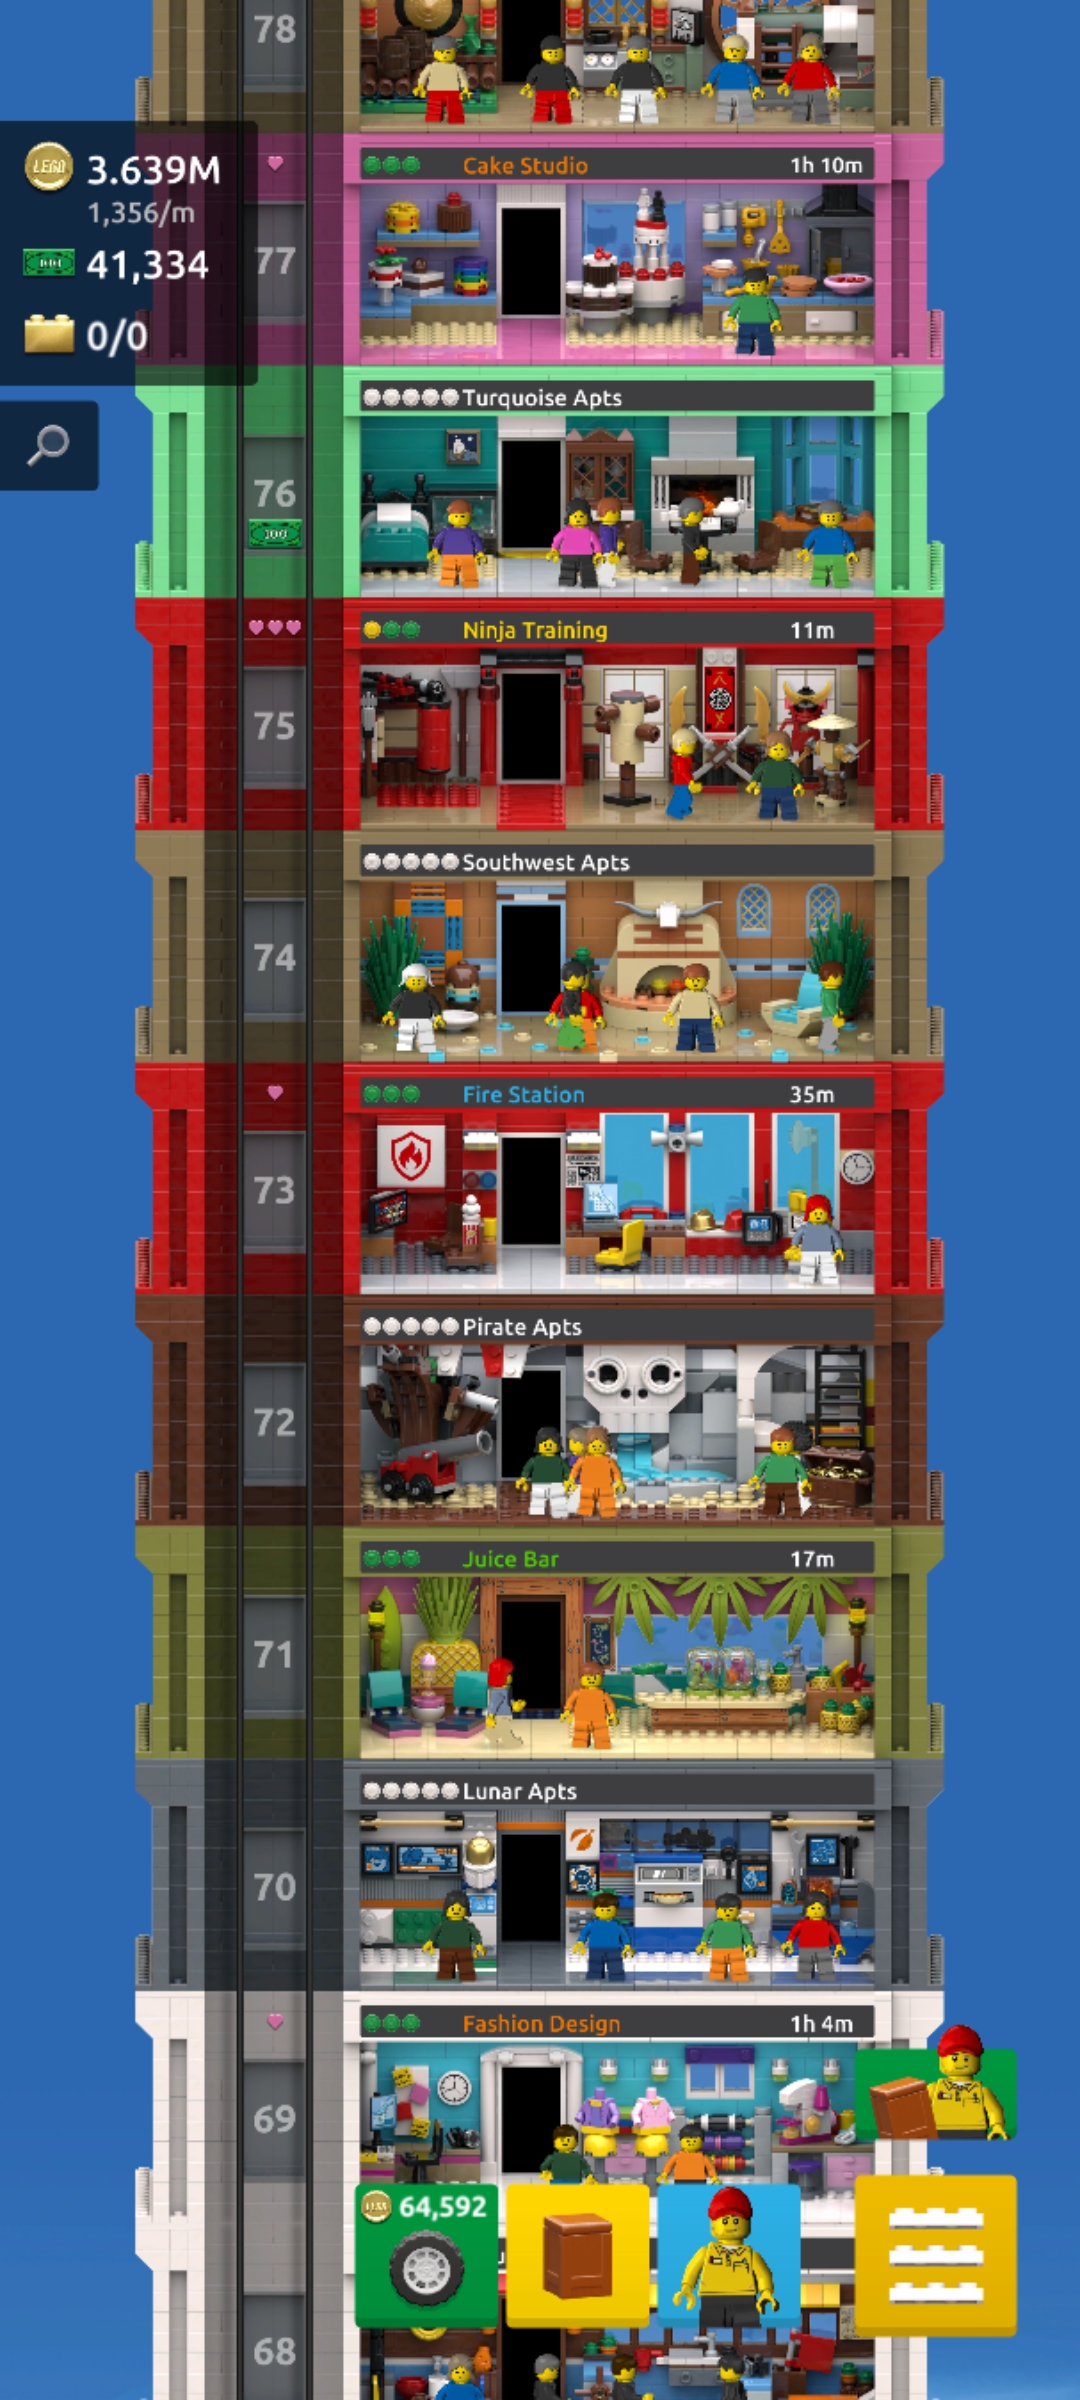 78
3.639M
1,356/m
41,334
0/0
Cake Studio 1h 10m
77
Turquoise Apts
76
100
Ninja Training 11m
75
Southwest Apts
74
Fire Station 35m
73
Pirate Apts
72
Juice Bar 17m
71
Lunar Apts
70
Fashion Design 1h 4m
69
64,592
68